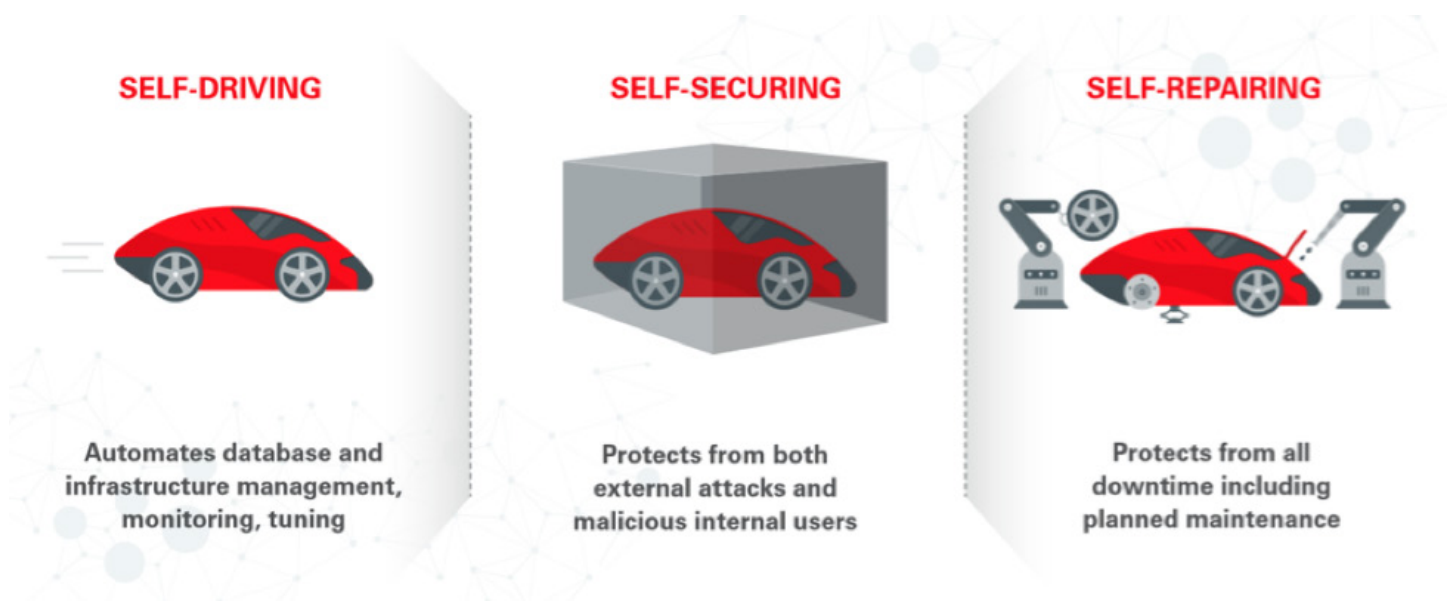 SELF-DRIVING
Automates database and
infrastructure management,
monitoring, tuning
SELF-SECURING
Protects from both
external attacks and
malicious internal users
SELF-REPAIRING
Protects from all
downtime including
planned maintenance